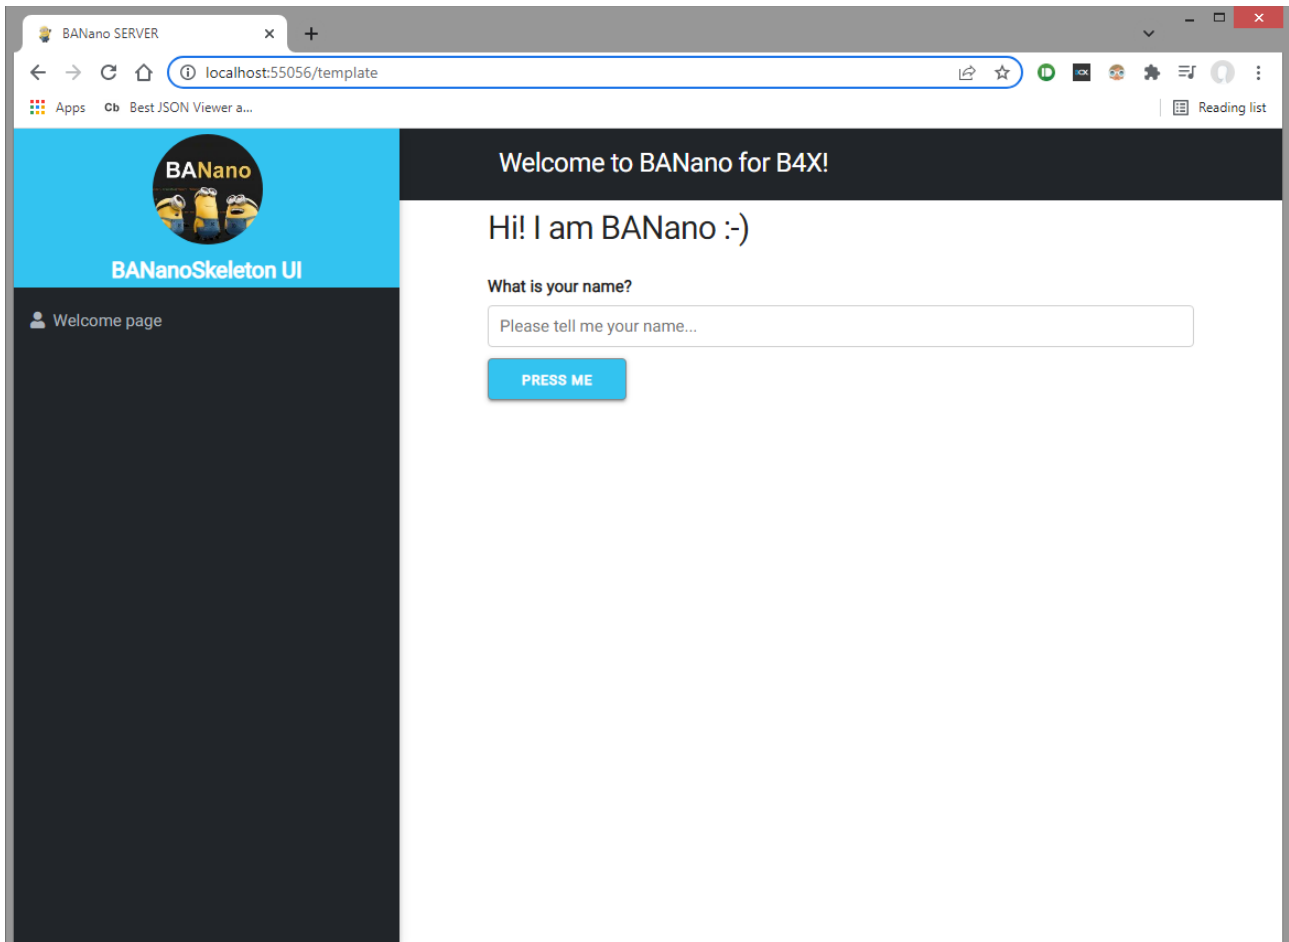 BANano SERVER
localhost:55056/template
Apps
Cb Best JSON Viewer a...
Reading list
BANano
BANanoSkeleton UI
Welcome page
Welcome to BANano for B4X!
Hi! I am BANano :-)
What is your name?
Please tell me your name...
PRESS ME